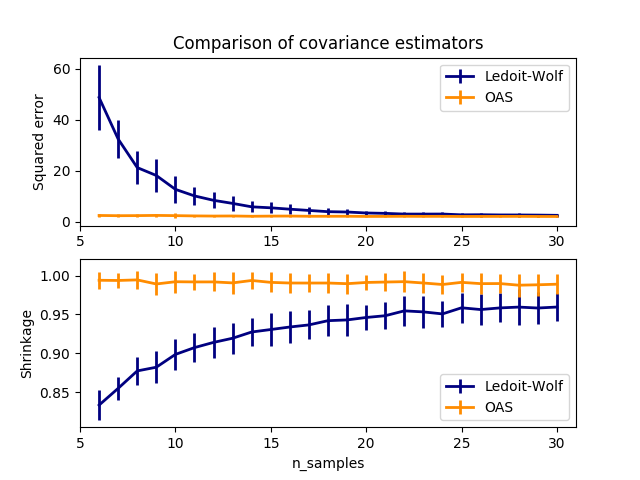 Comparison of covariance estimators
Squared error
60
40
20
0
5 10 15 20 25 30
Ledoit-Wolf
OAS
Shrinkage
1.00
0.95
0.90
0.85
5 10 15 20 25 30
n_samples
Ledoit-Wolf
OAS